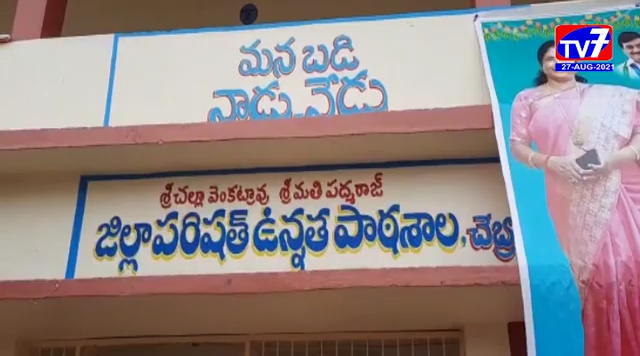 TV7
27-AUG-2021
మన బడి
నాడు, నేడు
శ్రీ చల్లా వెంకట్రావు శ్రీమతి పద్మరాజ్
జిల్లా పరిషత్ ఉన్నత పాఠశాల,